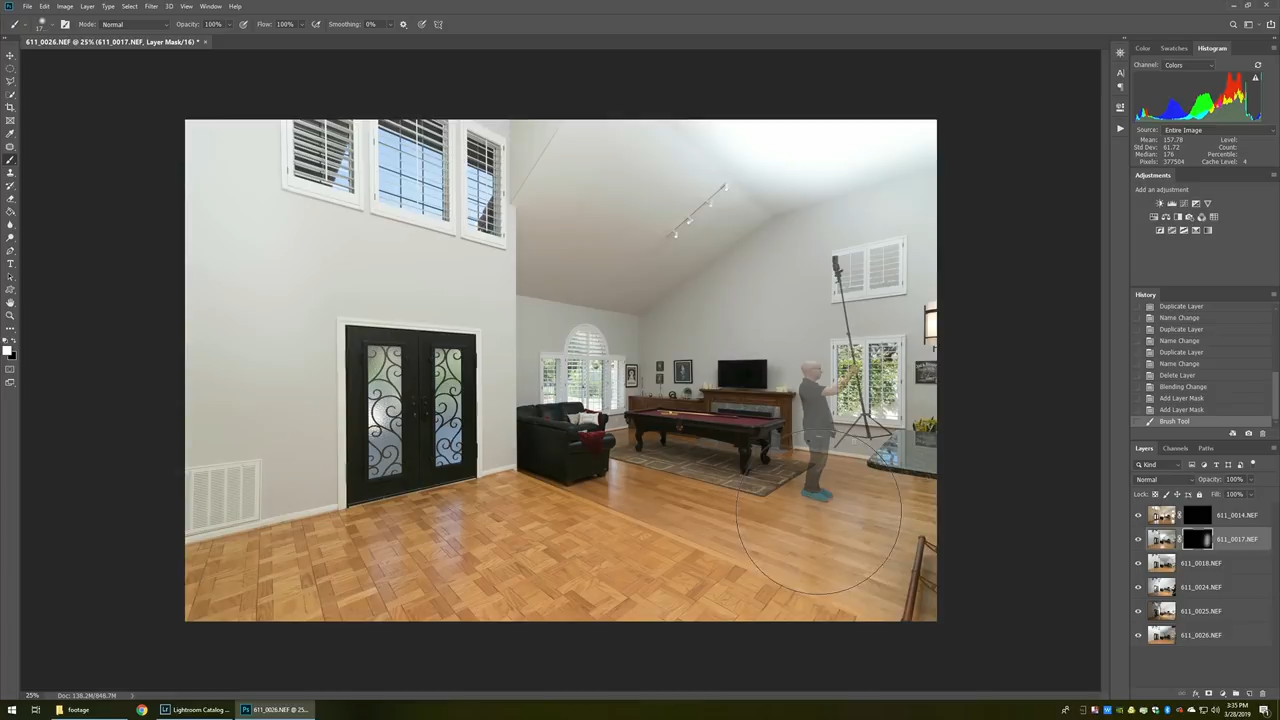 File Edit Image Layer Type Select Filter 3D View Window Help
17 Mode: Normal Opacity: 100% Flow: 100% Smoothing: 0%
611_0026.NEF @ 25% (611_0017.NEF, Layer Mask/16) * ×
Color Swatches Histogram
Channel: Colors
Source: Entire Image
Mean: 157.78 Level:
Std Dev: 61.72 Count:
Median: 176 Percentile:
Pixels: 377504 Cache Level: 4
Adjustments
Add an adjustment
History
Duplicate Layer
Name Change
Duplicate Layer
Name Change
Duplicate Layer
Name Change
Delete Layer
Blending Change
Add Layer Mask
Add Layer Mask
Brush Tool
Layers Channels Paths
Kind
Normal Opacity: 100%
Lock: Fill: 100%
611_0014.NEF
611_0017.NEF
611_0018.NEF
611_0024.NEF
611_0025.NEF
611_0026.NEF
25% Doc: 138.2M/846.7M
footage Lightroom Catalog ... 611_0026.NEF @ 25... 3:35 PM
3/28/2019